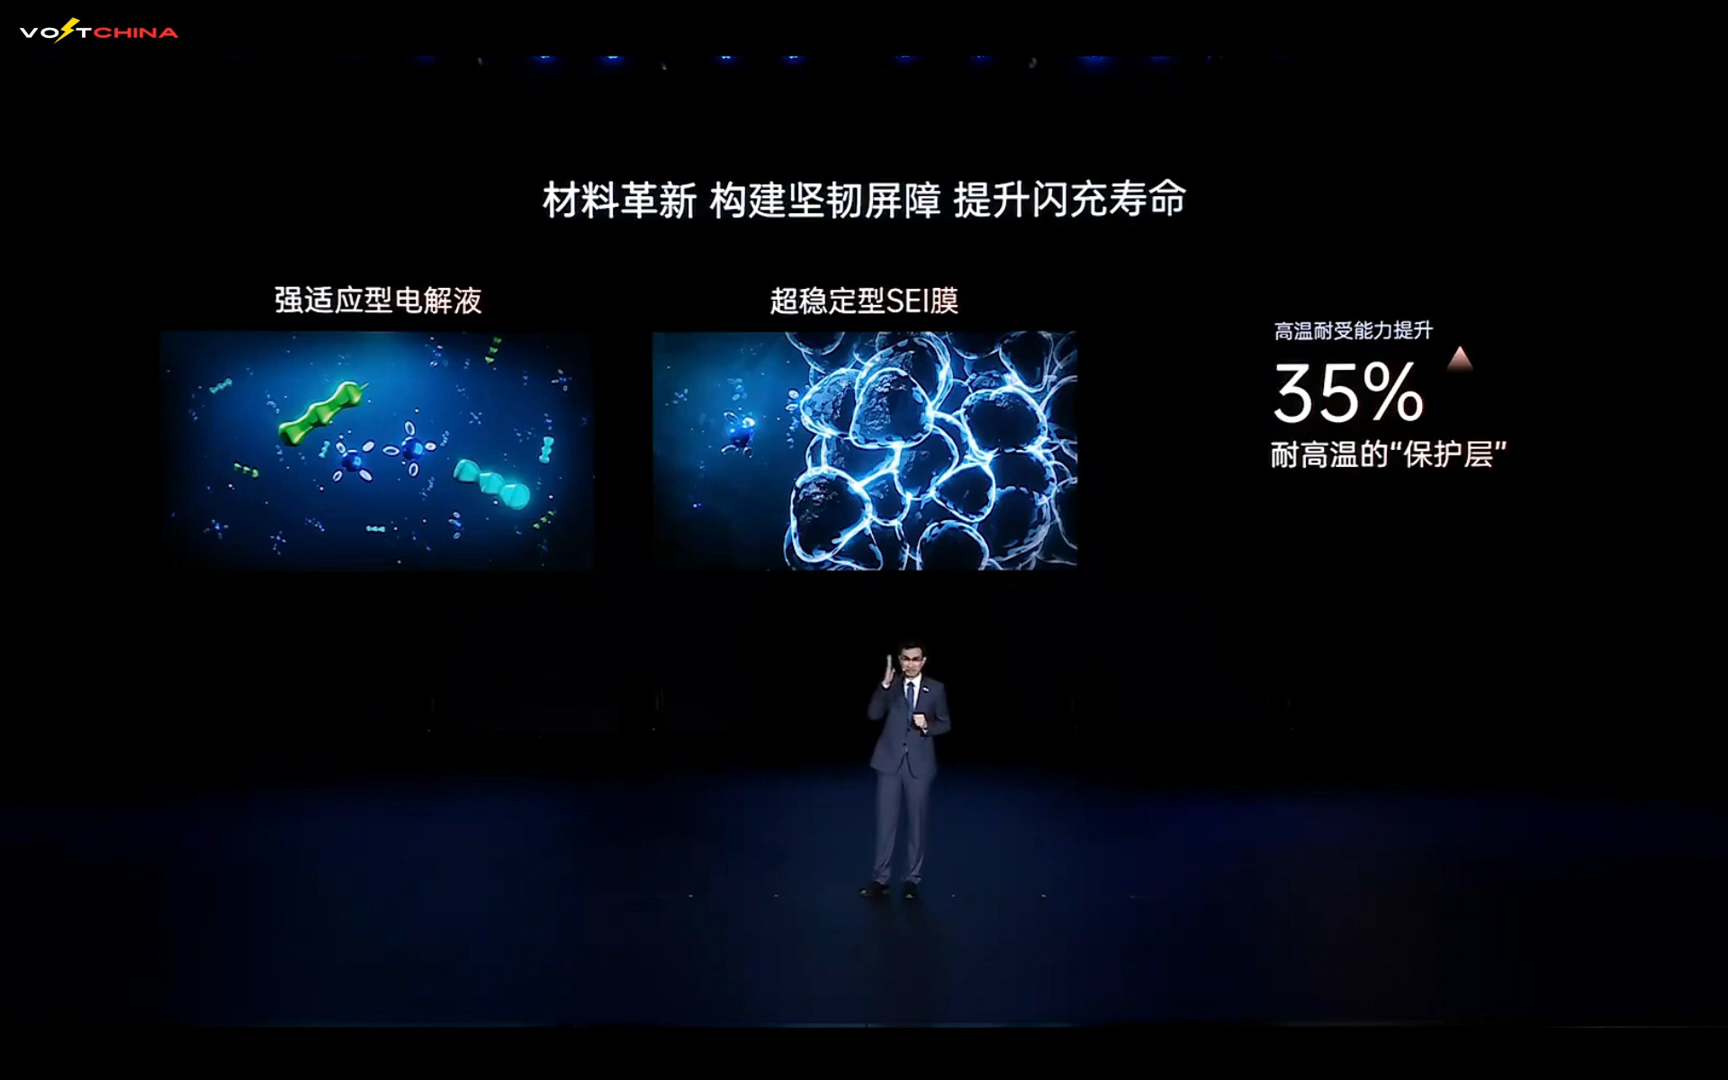 VOLTCHINA
材料革新 构建坚韧屏障 提升闪充寿命
强适应型电解液
超稳定型SEI膜
高温耐受能力提升
35%
耐高温的“保护层”